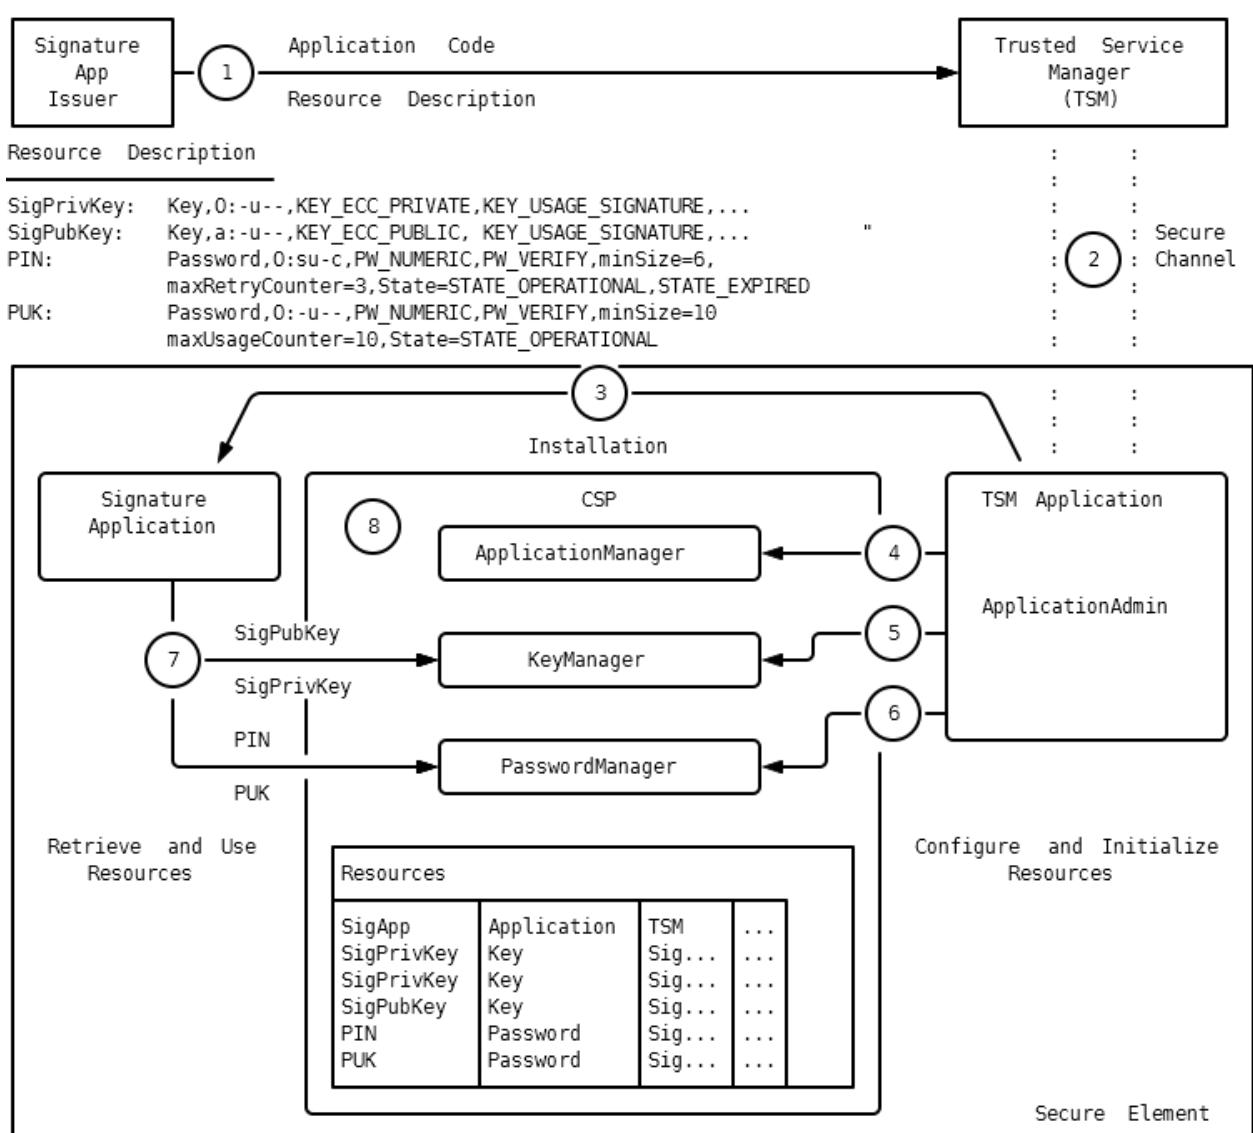 Signature
App
Issuer
1
Application Code
Resource Description
Trusted Service
Manager
(TSM)
Resource Description
SigPrivKey: Key,O:-u--,KEY_ECC_PRIVATE,KEY_USAGE_SIGNATURE,...
SigPubKey: Key,a:-u--,KEY_ECC_PUBLIC, KEY_USAGE_SIGNATURE,... "
PIN: Password,O:su-c,PW_NUMERIC,PW_VERIFY,minSize=6,
maxRetryCounter=3,State=STATE_OPERATIONAL,STATE_EXPIRED
PUK: Password,O:-u--,PW_NUMERIC,PW_VERIFY,minSize=10
maxUsageCounter=10,State=STATE_OPERATIONAL
2
Secure
Channel
3
Installation
Signature
Application
8
CSP
ApplicationManager
4
TSM Application
ApplicationAdmin
7
SigPubKey
SigPrivKey
KeyManager
5
PIN
PUK
PasswordManager
6
Retrieve and Use
Resources
Configure and Initialize
Resources
Resources
SigApp Application TSM ...
SigPrivKey Key Sig... ...
SigPrivKey Key Sig... ...
SigPubKey Key Sig... ...
PIN Password Sig... ...
PUK Password Sig... ...
Secure Element